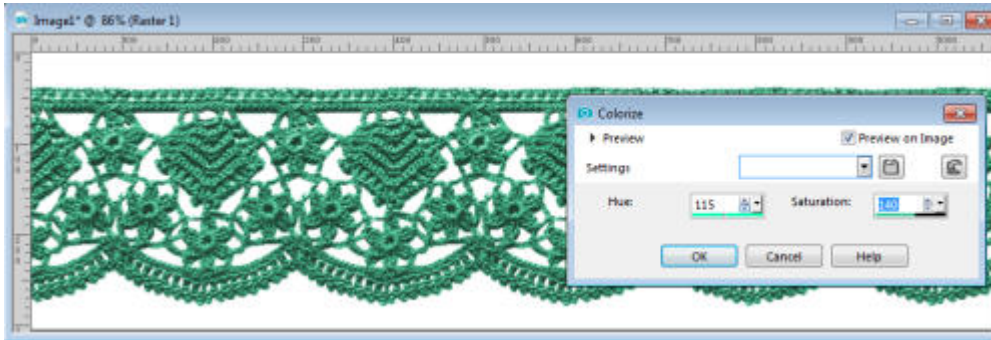 Image1* @ 86% (Raster 1)
Colorize
Preview
Preview on Image
Settings
Hue: 115 Saturation: 140
OK Cancel Help